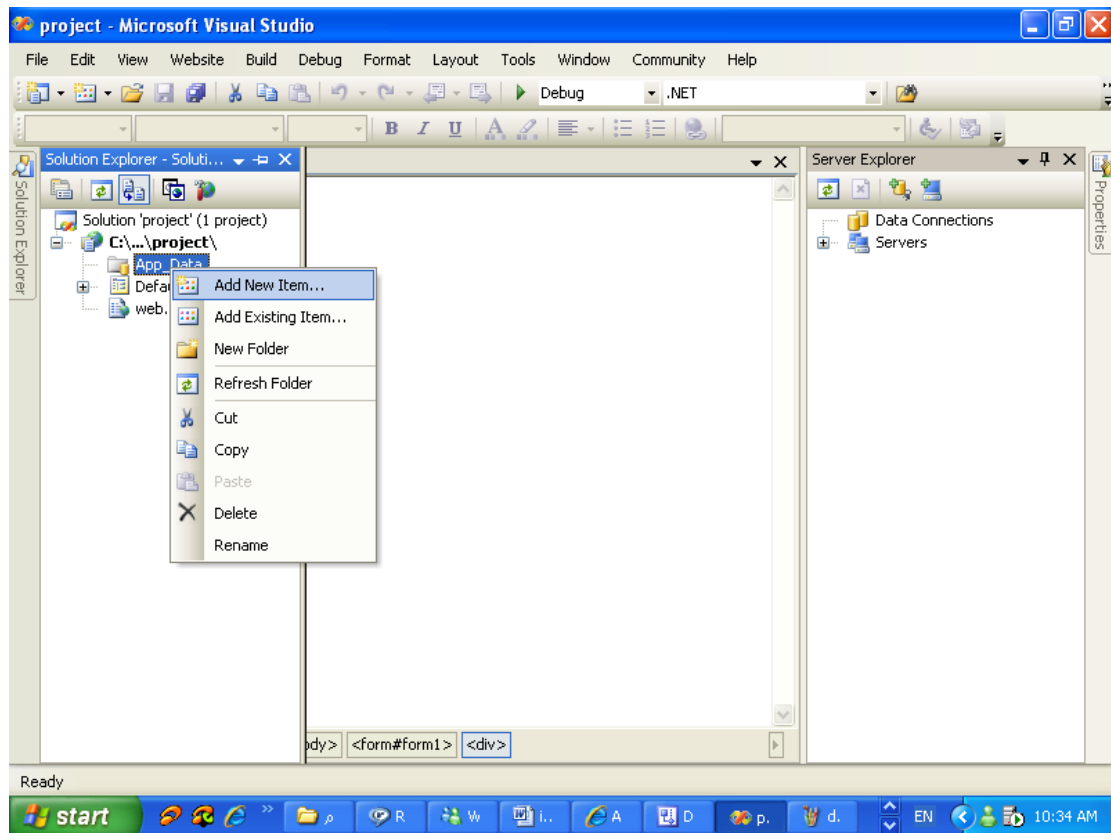 project - Microsoft Visual Studio
File Edit View Website Build Debug Format Layout Tools Window Community Help
Debug .NET
B I U A
Solution Explorer - Soluti...
Solution Explorer
Solution 'project' (1 project)
C:\...\project\
App_Data
Defa
web.
Add New Item...
Add Existing Item...
New Folder
Refresh Folder
Cut
Copy
Paste
Delete
Rename
ody> <form#form1> <div>
Server Explorer
Data Connections
Servers
Properties
Ready
start R W i.. A D p. d. EN 10:34 AM